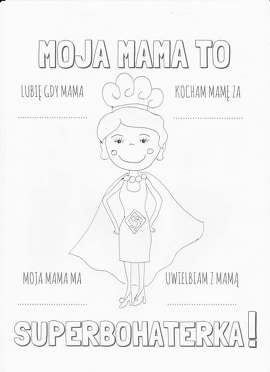 MOJA MAMA TO
LUBIĘ GDY MAMA
KOCHAM MAMĘ ZA
MOJA MAMA MA
UWIELBIAM Z MAMĄ
SUPERBOHATERKA!